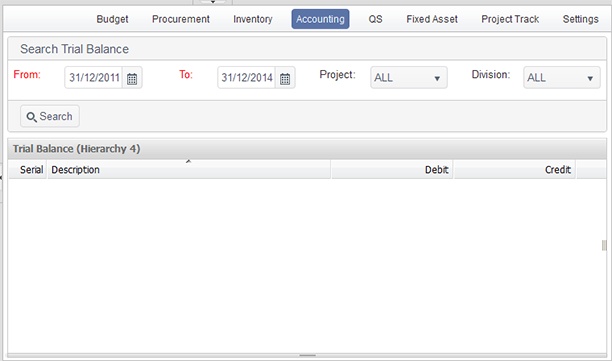 Budget Procurement Inventory Accounting QS Fixed Asset Project Track Settings
Search Trial Balance
From: 31/12/2011 To: 31/12/2014 Project: ALL Division: ALL
Search
Trial Balance (Hierarchy 4)
Serial Description Debit Credit